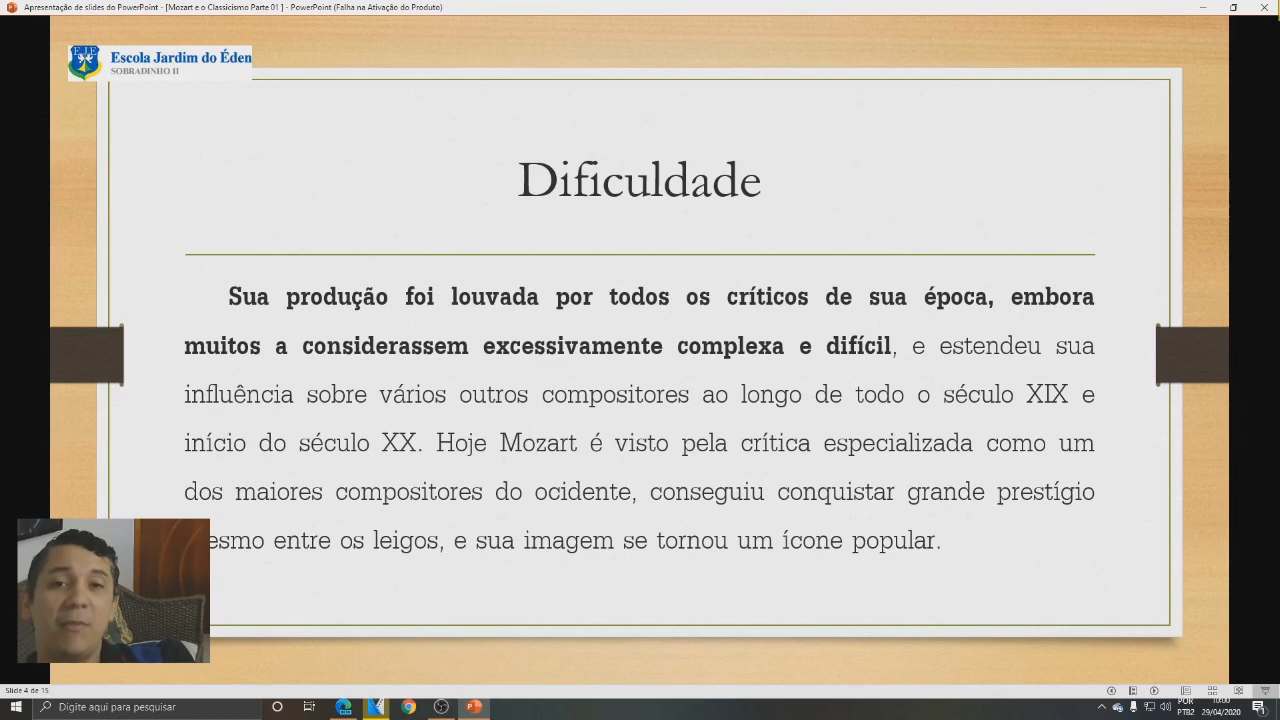 Apresentação de slides do PowerPoint - [Mozart e o Classicismo Parte 01 ] - PowerPoint (Falha na Ativação do Produto)
E J E
Escola Jardim do Éden
SOBRADINHO II
Dificuldade
Sua produção foi louvada por todos os críticos de sua época, embora
muitos a considerassem excessivamente complexa e difícil, e estendeu sua
influência sobre vários outros compositores ao longo de todo o século XIX e
início do século XX. Hoje Mozart é visto pela crítica especializada como um
dos maiores compositores do ocidente, conseguiu conquistar grande prestígio
esmo entre os leigos, e sua imagem se tornou um ícone popular.
Slide 4 de 15
Digite aqui para pesquisar
POR
10:00
PTB2
29/04/2020